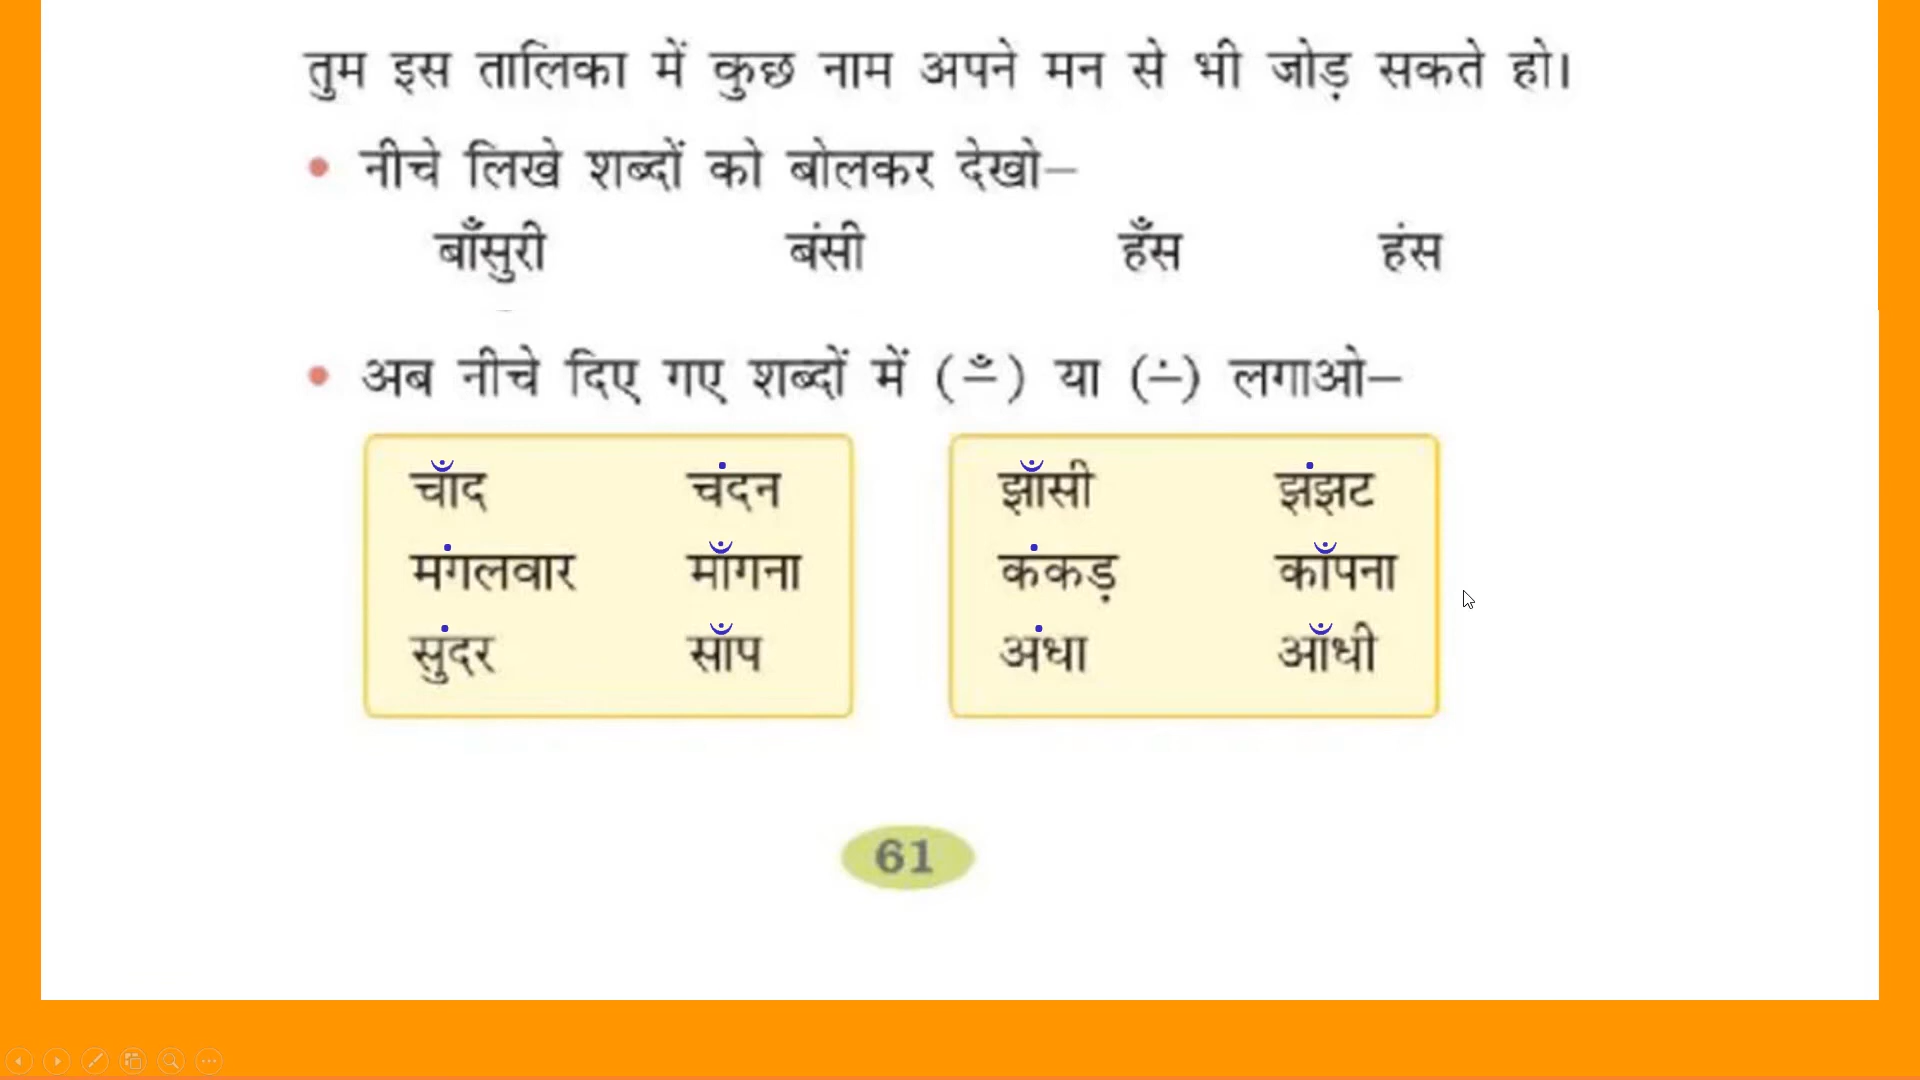 तुम इस तालिका में कुछ नाम अपने मन से भी जोड़ सकते हो।
• नीचे लिखे शब्दों को बोलकर देखो–
बाँसुरी बंसी हँस हंस
• अब नीचे दिए गए शब्दों में (ँ) या (ं) लगाओ–
चाँद चंदन झाँसी झंझट
मंगलवार माँगना कंकड़ काँपना
सुंदर साँप अंधा आँधी
61